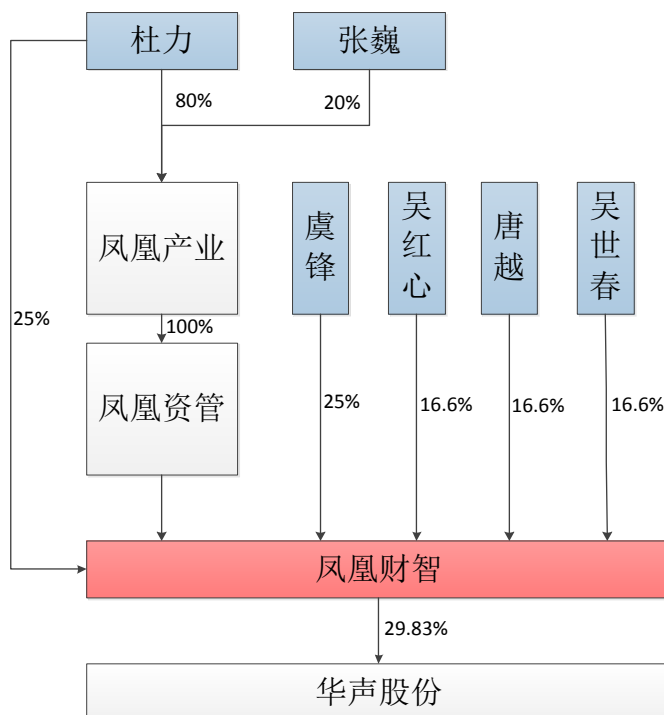 杜力
张巍
80%
20%
凤凰产业
虞锋
吴红心
唐越
吴世春
25%
100%
凤凰资管
25%
16.6%
16.6%
16.6%
凤凰财智
29.83%
华声股份